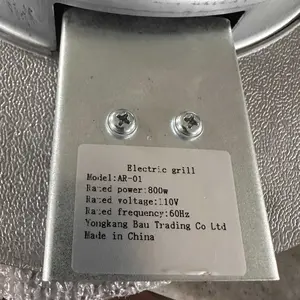 Electric grill
Model:AR-01
Rated power:800w
Rated voltage:110V
Rated frequency:60Hz
Yongkang Bau Trading Co Ltd
Made in China